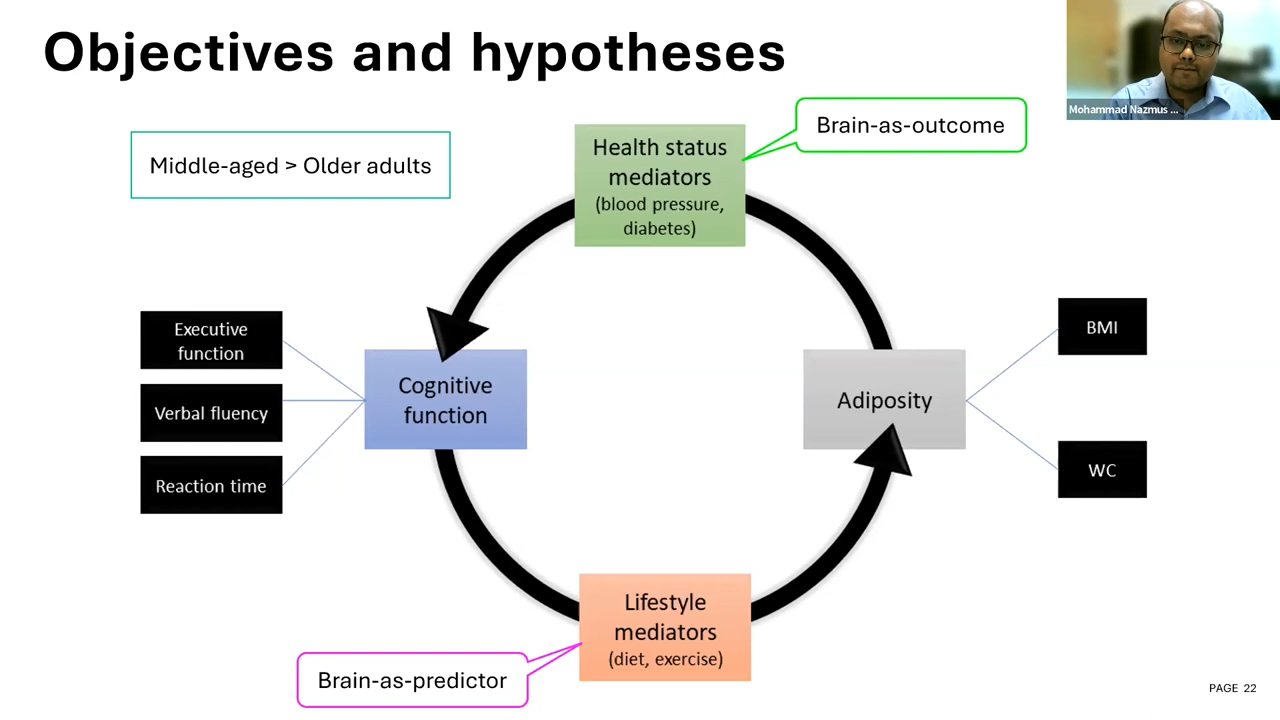 Objectives and hypotheses
Mohammad Nazmus ...
Brain-as-outcome
Middle-aged > Older adults
Health status
mediators
(blood pressure,
diabetes)
Executive
function
Verbal fluency
Reaction time
Cognitive
function
Adiposity
BMI
WC
Lifestyle
mediators
(diet, exercise)
Brain-as-predictor
PAGE 22